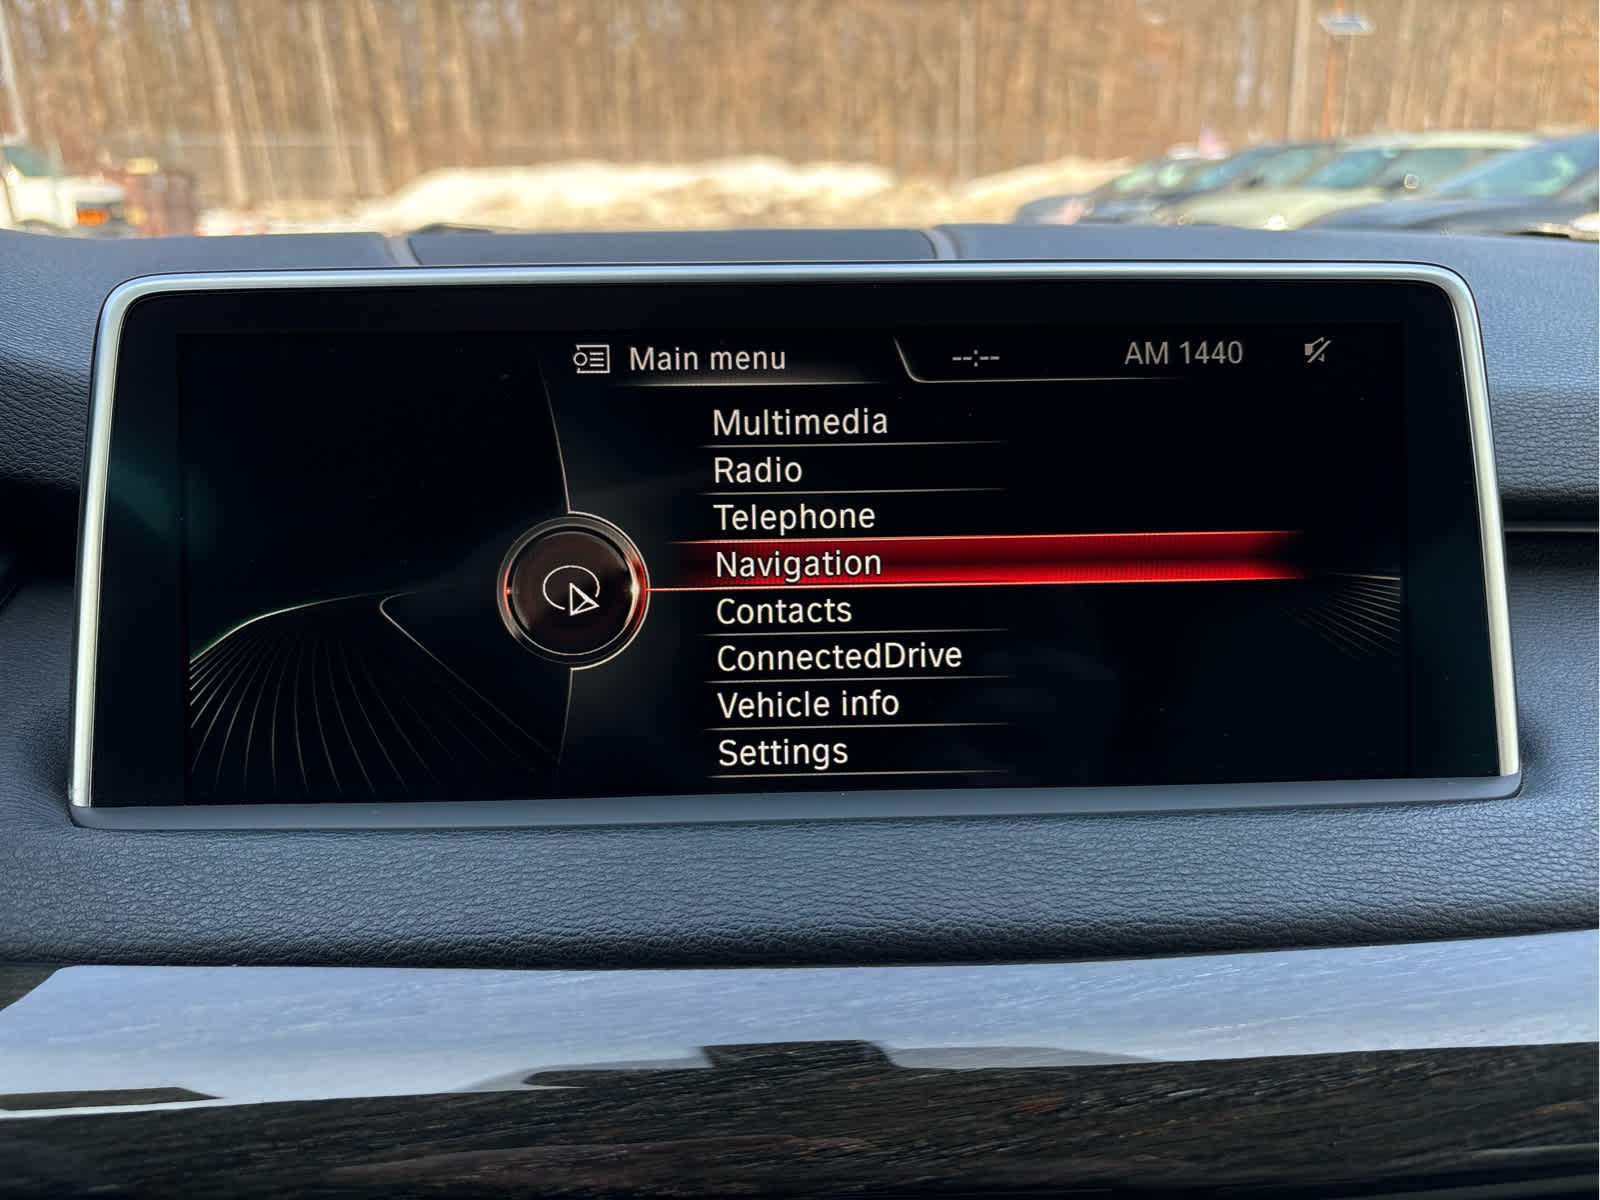 Main menu --:-- AM 1440
Multimedia
Radio
Telephone
Navigation
Contacts
ConnectedDrive
Vehicle info
Settings